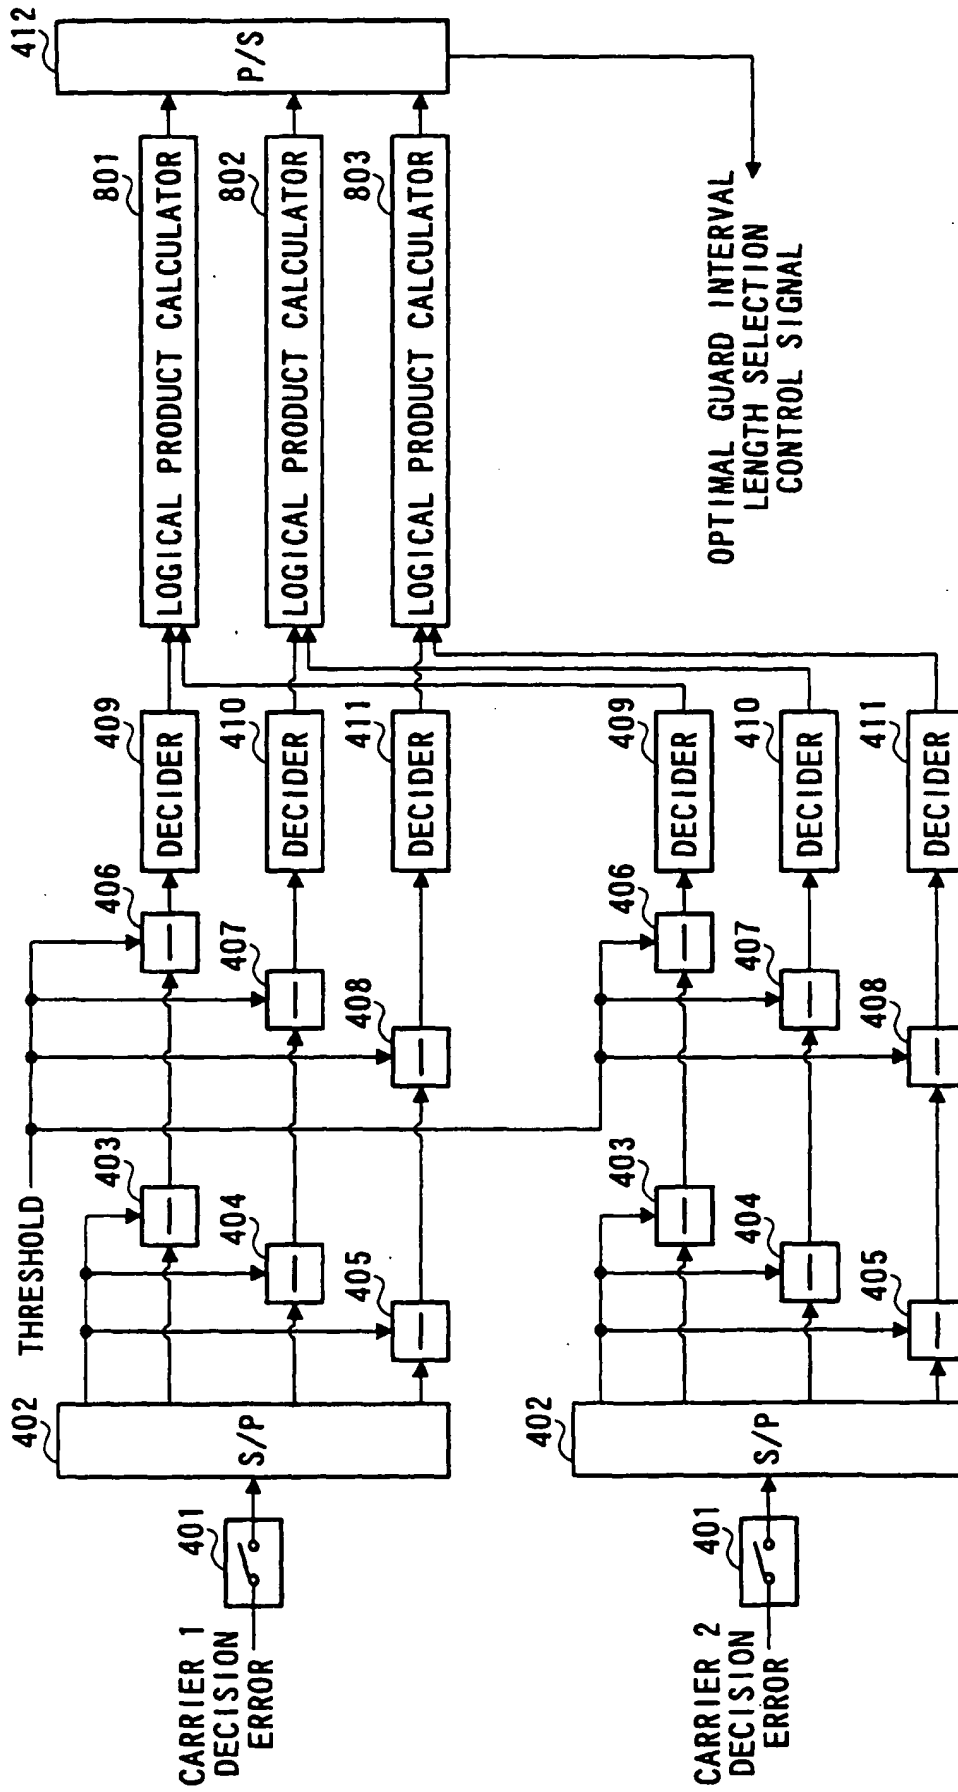 CARRIER 1
DECISION
ERROR
401
402
S/P
THRESHOLD
403
404
405
406
407
408
409
DECIDER
410
DECIDER
411
DECIDER
801
LOGICAL PRODUCT CALCULATOR
802
LOGICAL PRODUCT CALCULATOR
803
LOGICAL PRODUCT CALCULATOR
412
P/S
OPTIMAL GUARD INTERVAL
LENGTH SELECTION
CONTROL SIGNAL
CARRIER 2
DECISION
ERROR
401
402
S/P
403
404
405
406
407
408
409
DECIDER
410
DECIDER
411
DECIDER